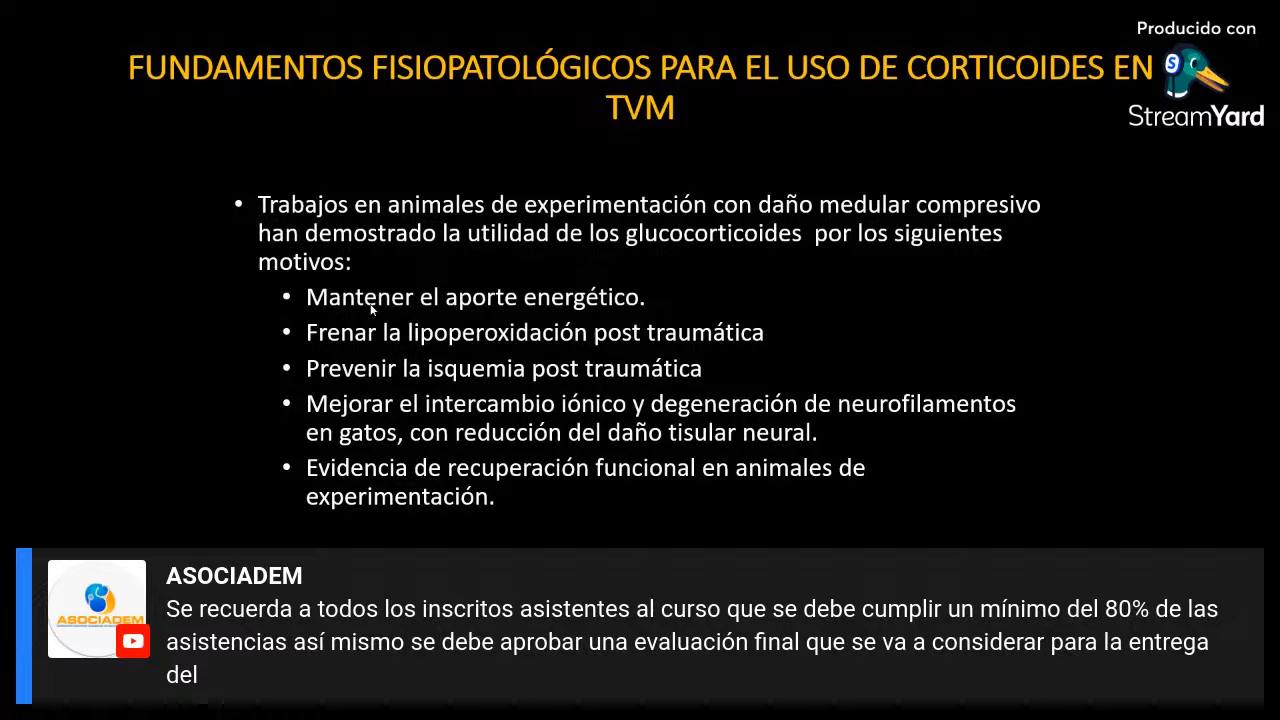 Producido con
StreamYard
FUNDAMENTOS FISIOPATOLÓGICOS PARA EL USO DE CORTICOIDES EN
TVM
• Trabajos en animales de experimentación con daño medular compresivo
han demostrado la utilidad de los glucocorticoides por los siguientes
motivos:
• Mantener el aporte energético.
• Frenar la lipoperoxidación post traumática
• Prevenir la isquemia post traumática
• Mejorar el intercambio iónico y degeneración de neurofilamentos
en gatos, con reducción del daño tisular neural.
• Evidencia de recuperación funcional en animales de
experimentación.
ASOCIADEM
ASOCIADEM
Se recuerda a todos los inscritos asistentes al curso que se debe cumplir un mínimo del 80% de las
asistencias así mismo se debe aprobar una evaluación final que se va a considerar para la entrega
del